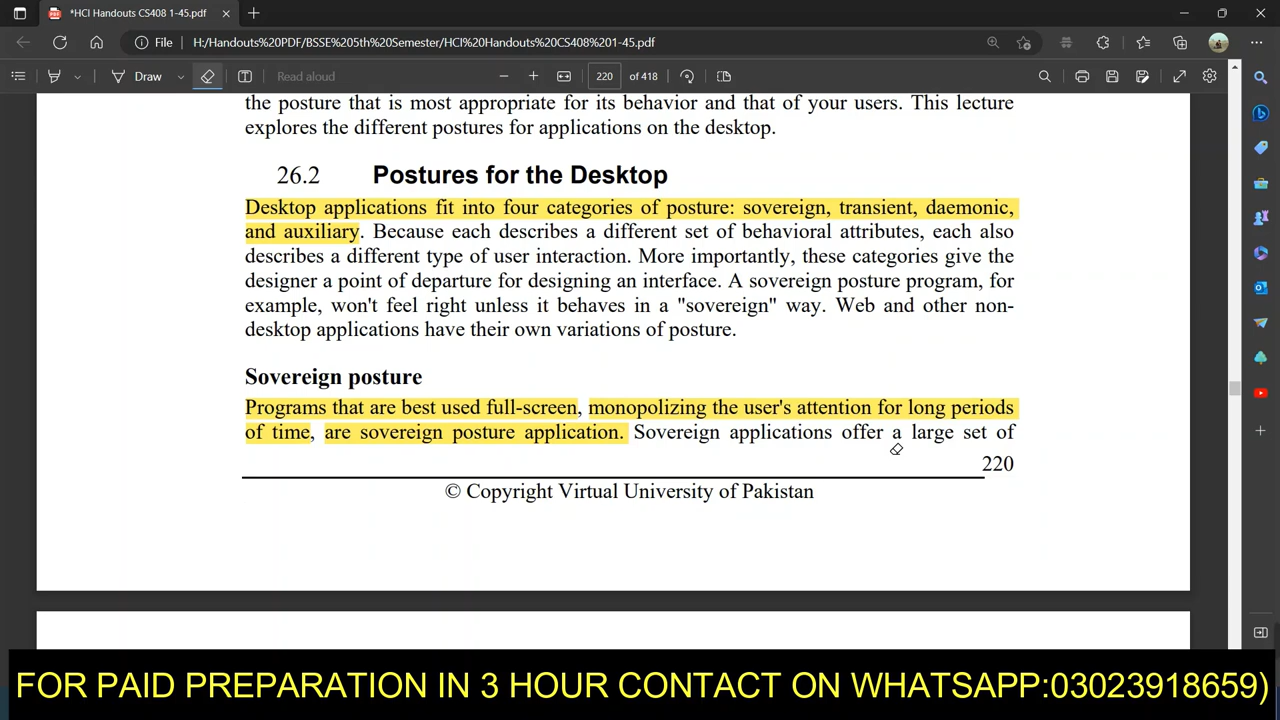 *HCI Handouts CS408 1-45.pdf
File
H:/Handouts%20PDF/BSSE%205th%20Semester/HCI%20Handouts%20CS408%201-45.pdf
Draw
Read aloud
220 of 418
the posture that is most appropriate for its behavior and that of your users. This lecture
explores the different postures for applications on the desktop.
26.2 Postures for the Desktop
Desktop applications fit into four categories of posture: sovereign, transient, daemonic,
and auxiliary. Because each describes a different set of behavioral attributes, each also
describes a different type of user interaction. More importantly, these categories give the
designer a point of departure for designing an interface. A sovereign posture program, for
example, won't feel right unless it behaves in a "sovereign" way. Web and other non-
desktop applications have their own variations of posture.
Sovereign posture
Programs that are best used full-screen, monopolizing the user's attention for long periods
of time, are sovereign posture application. Sovereign applications offer a large set of
220
© Copyright Virtual University of Pakistan
FOR PAID PREPARATION IN 3 HOUR CONTACT ON WHATSAPP:03023918659)